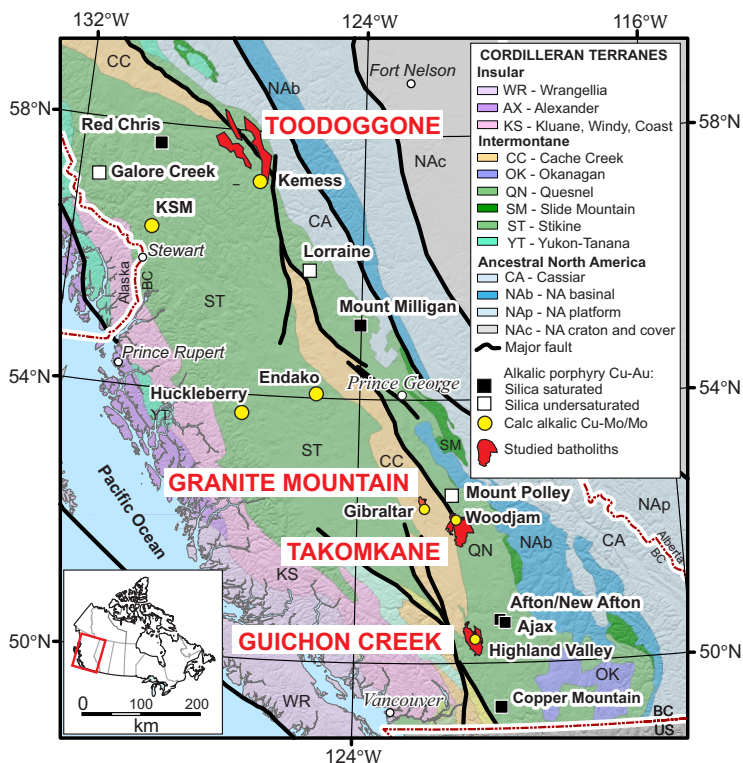 132°W
124°W
116°W
CC
NAb
Fort Nelson
58°N
58°N
Red Chris
TOODOGGONE
NAc
Galore Creek
Kemess
KSM
CA
Stewart
Lorraine
Alaska
BC
ST
Mount Milligan
Prince Rupert
54°N
54°N
Endako
Prince George
Huckleberry
YT
ST
SM
CC
GRANITE MOUNTAIN
Mount Polley
NAp
Pacific Ocean
Gibraltar
Woodjam
NAb
CA
Alberta
BC
TAKOMKANE
QN
KS
Afton/New Afton
Ajax
GUICHON CREEK
50°N
50°N
Highland Valley
OK
WR
Vancouver
Copper Mountain
BC
US
0 100 200
km
124°W
CORDILLERAN TERRANES
Insular
WR - Wrangellia
AX - Alexander
KS - Kluane, Windy, Coast
Intermontane
CC - Cache Creek
OK - Okanagan
QN - Quesnel
SM - Slide Mountain
ST - Stikine
YT - Yukon-Tanana
Ancestral North America
CA - Cassiar
NAb - NA basinal
NAp - NA platform
NAc - NA craton and cover
Major fault
Alkalic porphyry Cu-Au:
Silica saturated
Silica undersaturated
Calc alkalic Cu-Mo/Mo
Studied batholiths